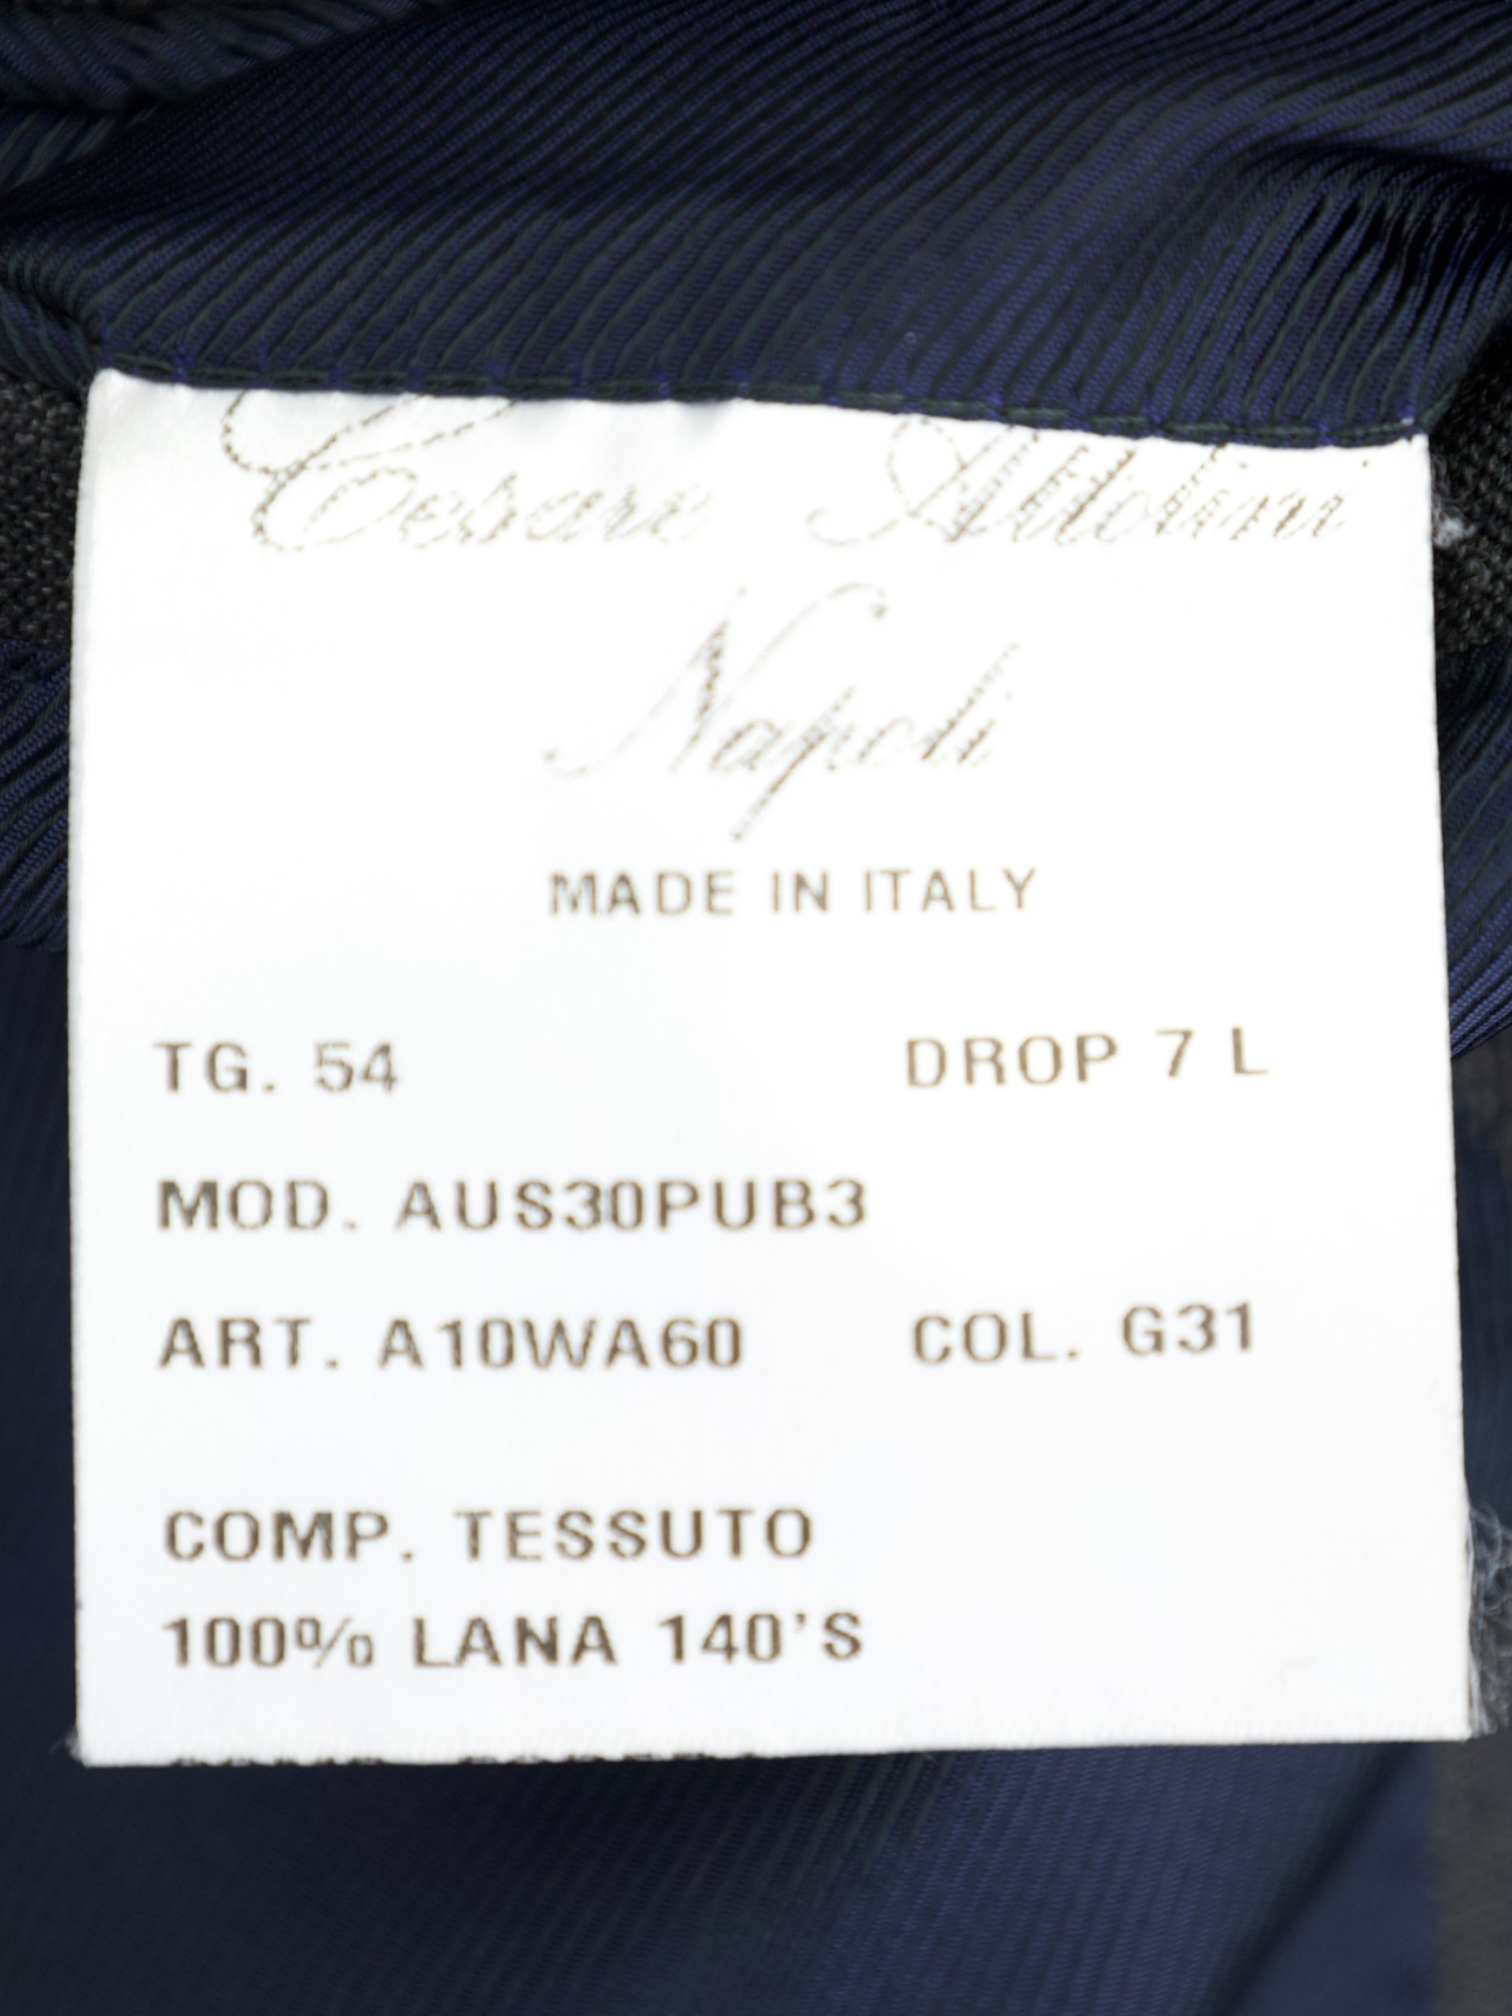 Cesare Attolini
Napoli
MADE IN ITALY
TG. 54 DROP 7 L
MOD. AUS30PUB3
ART. A10WA60 COL. G31
COMP. TESSUTO
100% LANA 140'S